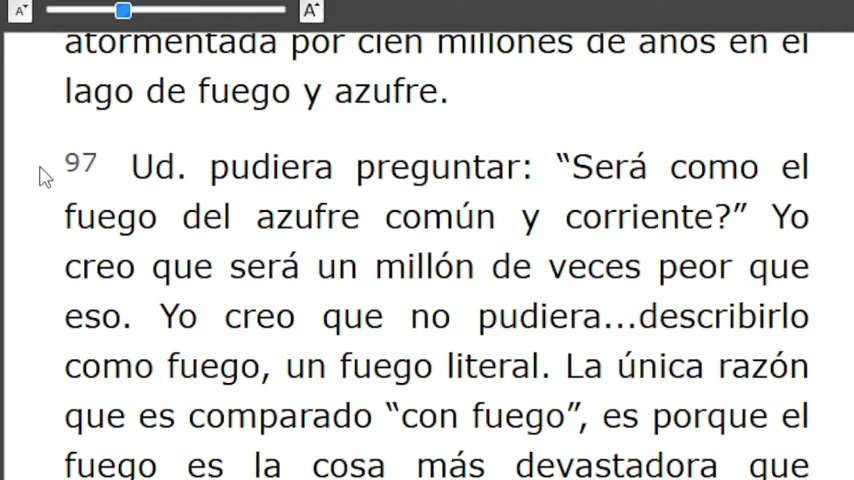 A
A
atormentada por cien millones de años en el
lago de fuego y azufre.
97 Ud. pudiera preguntar: “Será como el
fuego del azufre común y corriente?” Yo
creo que será un millón de veces peor que
eso. Yo creo que no pudiera...describirlo
como fuego, un fuego literal. La única razón
que es comparado “con fuego”, es porque el
fuego es la cosa más devastadora que